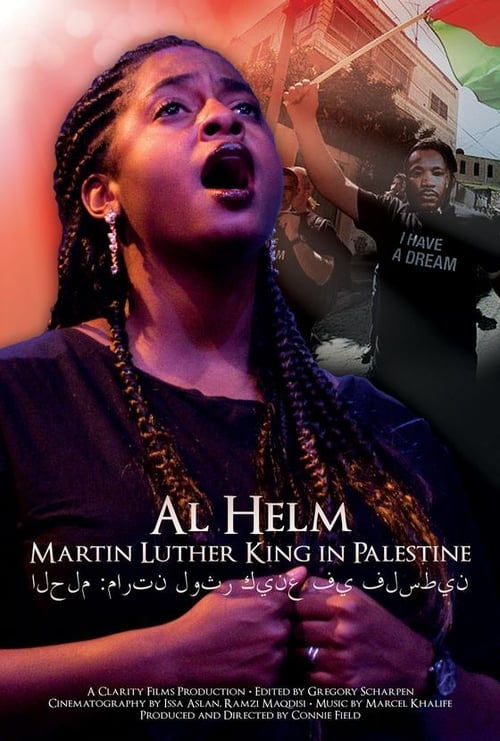 I HAVE
A DREAM
AL HELM
MARTIN LUTHER KING IN PALESTINE
الحلم: مارتن لوثر كينغ في فلسطين
A CLARITY FILMS PRODUCTION • EDITED BY GREGORY SCHARPEN
CINEMATOGRAPHY BY ISSA ASLAN, RAMZI MAQDISI • MUSIC BY MARCEL KHALIFE
PRODUCED AND DIRECTED BY CONNIE FIELD